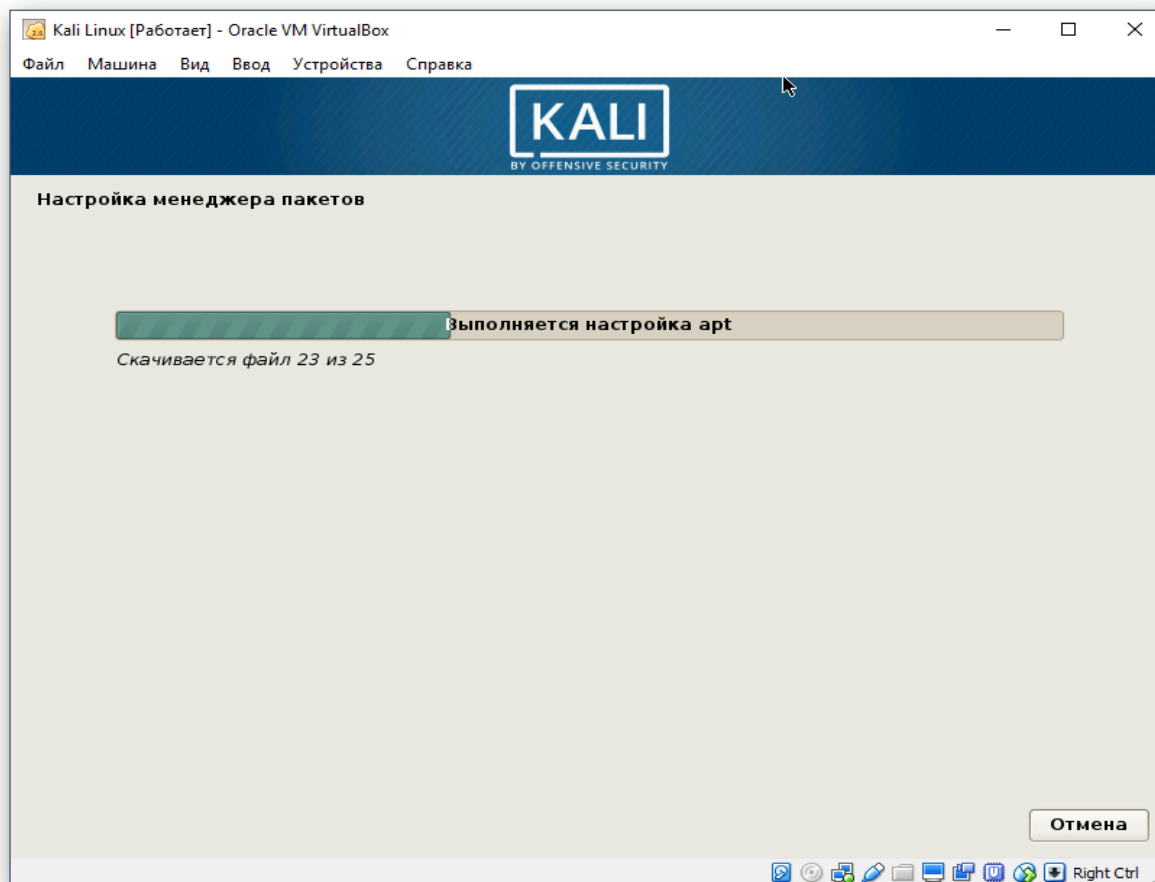 Kali Linux [Работает] - Oracle VM VirtualBox
Файл Машина Вид Ввод Устройства Справка
KALI
BY OFFENSIVE SECURITY
Настройка менеджера пакетов
Выполняется настройка apt
Скачивается файл 23 из 25
Отмена
Right Ctrl